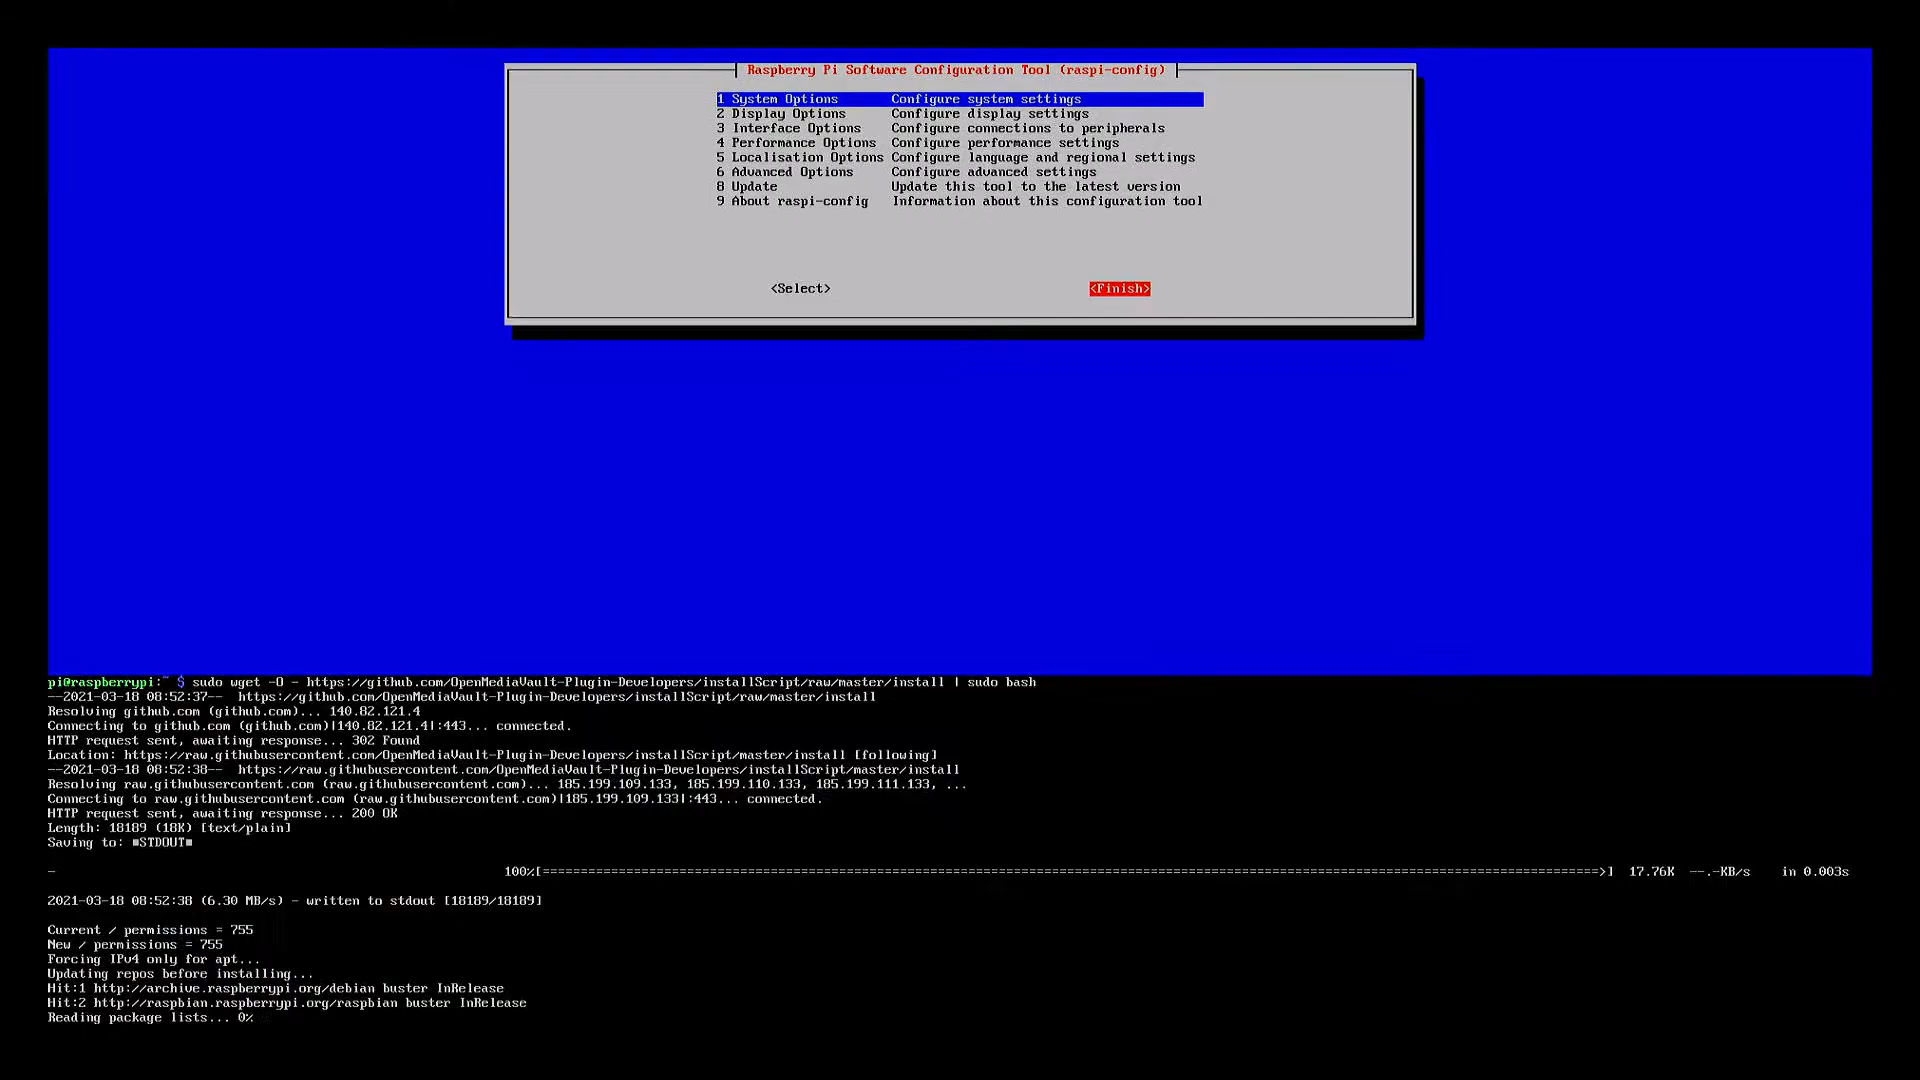 Raspberry Pi Software Configuration Tool (raspi-config)
1 System Options Configure system settings
2 Display Options Configure display settings
3 Interface Options Configure connections to peripherals
4 Performance Options Configure performance settings
5 Localisation Options Configure language and regional settings
6 Advanced Options Configure advanced settings
8 Update Update this tool to the latest version
9 About raspi-config Information about this configuration tool
<Select> <Finish>
pi@raspberrypi:~ $ sudo wget -O - https://github.com/OpenMediaVault-Plugin-Developers/installScript/raw/master/install | sudo bash
--2021-03-18 08:52:37-- https://github.com/OpenMediaVault-Plugin-Developers/installScript/raw/master/install
Resolving github.com (github.com)... 140.82.121.4
Connecting to github.com (github.com)|140.82.121.4|:443... connected.
HTTP request sent, awaiting response... 302 Found
Location: https://raw.githubusercontent.com/OpenMediaVault-Plugin-Developers/installScript/master/install [following]
--2021-03-18 08:52:38-- https://raw.githubusercontent.com/OpenMediaVault-Plugin-Developers/installScript/master/install
Resolving raw.githubusercontent.com (raw.githubusercontent.com)... 185.199.109.133, 185.199.110.133, 185.199.111.133, ...
Connecting to raw.githubusercontent.com (raw.githubusercontent.com)|185.199.109.133|:443... connected.
HTTP request sent, awaiting response... 200 OK
Length: 18189 (18K) [text/plain]
Saving to: ■STDOUT■
- 100%[============================================================================================================================================>] 17.76K --.-KB/s in 0.003s
2021-03-18 08:52:38 (6.30 MB/s) - written to stdout [18189/18189]
Current / permissions = 755
New / permissions = 755
Forcing IPv4 only for apt...
Updating repos before installing...
Hit:1 http://archive.raspberrypi.org/debian buster InRelease
Hit:2 http://raspbian.raspberrypi.org/raspbian buster InRelease
Reading package lists... 0%